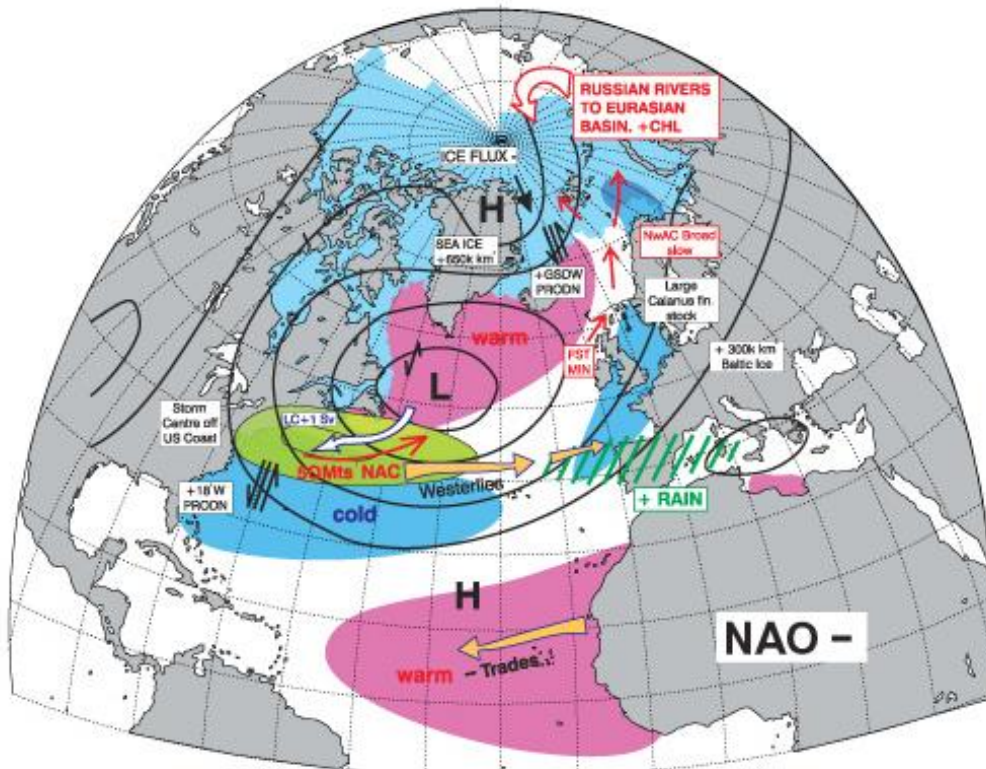 RUSSIAN RIVERS
TO EURASIAN
BASIN. +CHL
ICE FLUX -
H
SEA ICE
+650k km²
+GSDW
PRODN
NwAC Broad
slow
Large
Calanus fin.
stock
warm
FST
MIN
+ 300k km
Baltic Ice
L
Storm
Centre off
US Coast
LC+1 Sv
50Mts NAC
Westerlies
+18°W
PRODN
cold
+ RAIN
H
NAO –
warm
– Trades